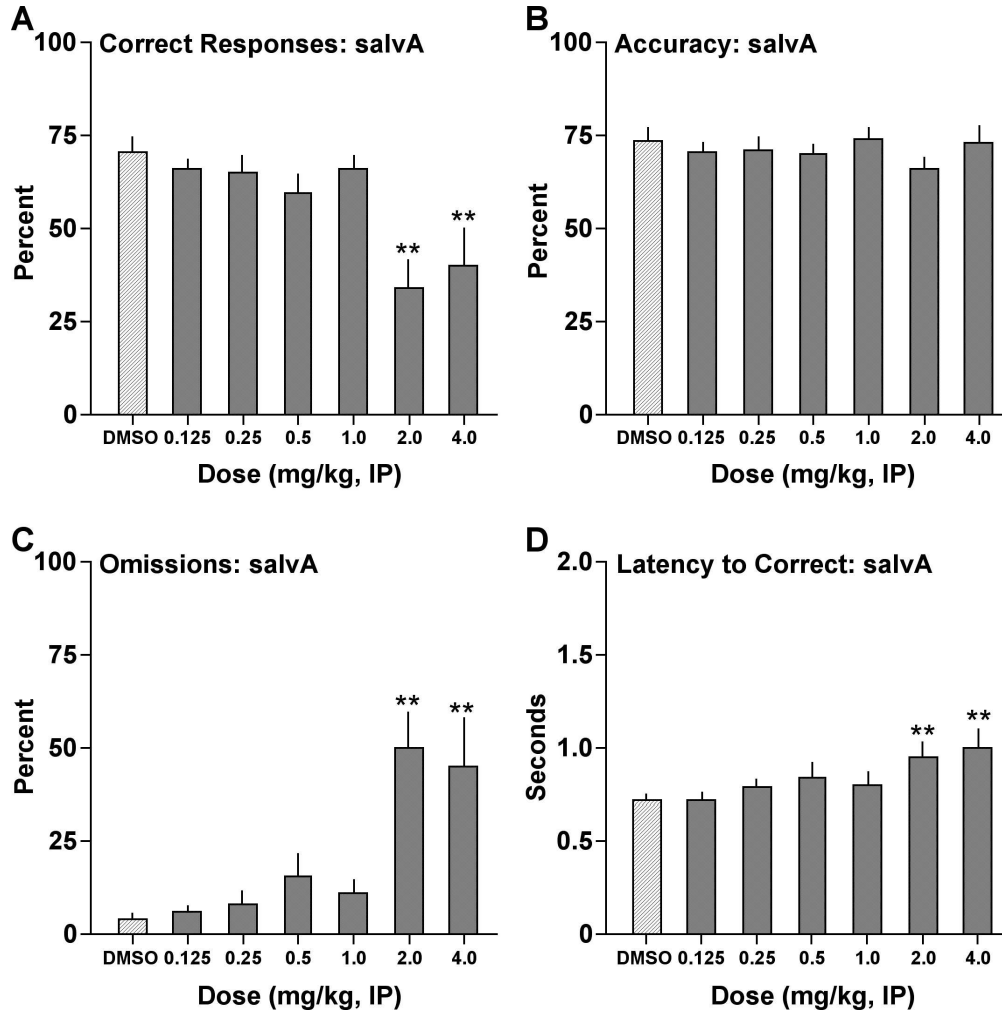 A
Correct Responses: salvA
100
75
50
25
0
Percent
**
**
DMSO 0.125 0.25 0.5 1.0 2.0 4.0
Dose (mg/kg, IP)
B
Accuracy: salvA
100
75
50
25
0
Percent
DMSO 0.125 0.25 0.5 1.0 2.0 4.0
Dose (mg/kg, IP)
C
Omissions: salvA
100
75
50
25
0
Percent
**
**
DMSO 0.125 0.25 0.5 1.0 2.0 4.0
Dose (mg/kg, IP)
D
Latency to Correct: salvA
2.0
1.5
1.0
0.5
0
Seconds
**
**
DMSO 0.125 0.25 0.5 1.0 2.0 4.0
Dose (mg/kg, IP)